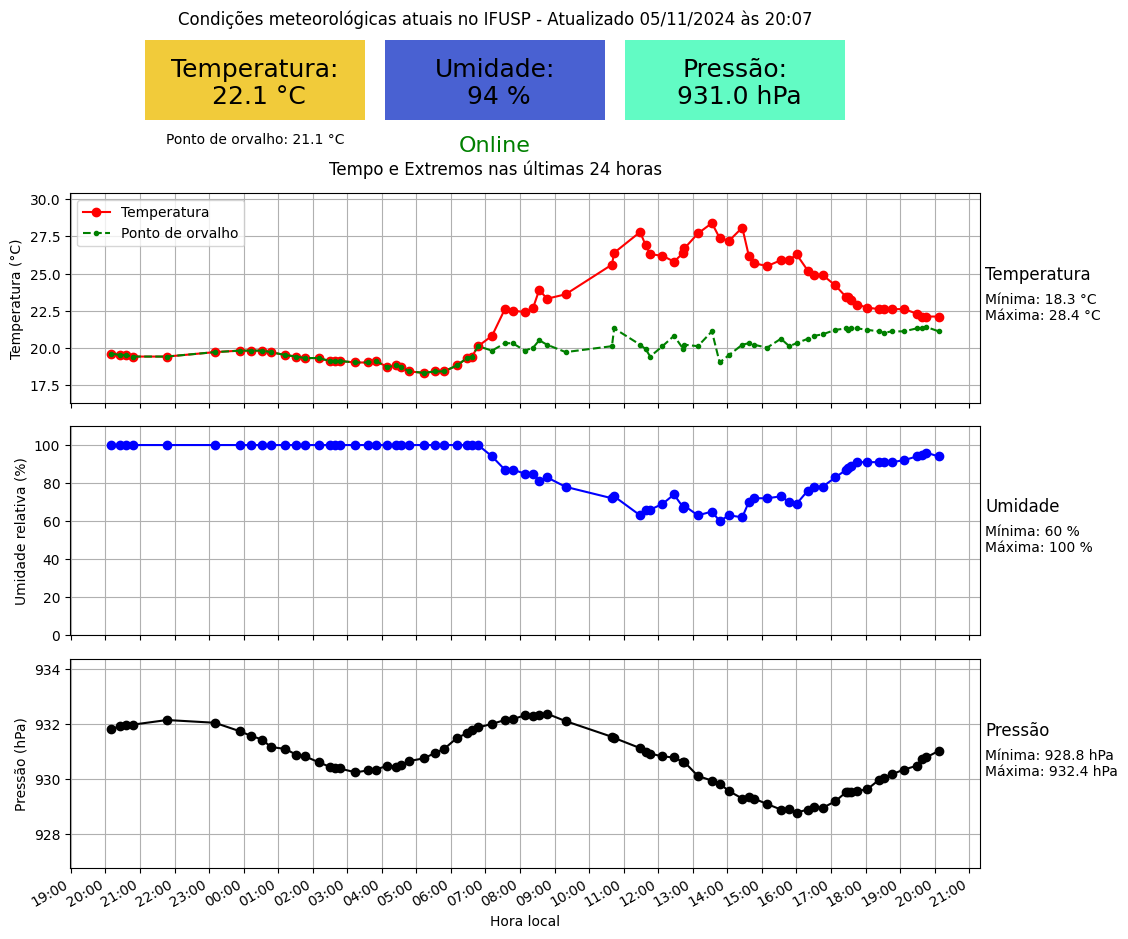 Condições meteorológicas atuais no IFUSP - Atualizado 05/11/2024 às 20:07
Temperatura:
22.1 °C
Umidade:
94 %
Pressão:
931.0 hPa
Ponto de orvalho: 21.1 °C
Online
Tempo e Extremos nas últimas 24 horas
Temperatura (°C)
30.0
27.5
25.0
22.5
20.0
17.5
Temperatura
Ponto de orvalho
Temperatura
Mínima: 18.3 °C
Máxima: 28.4 °C
Umidade relativa (%)
100
80
60
40
20
0
Umidade
Mínima: 60 %
Máxima: 100 %
Pressão (hPa)
934
932
930
928
Pressão
Mínima: 928.8 hPa
Máxima: 932.4 hPa
19:00
20:00
21:00
22:00
23:00
00:00
01:00
02:00
03:00
04:00
05:00
06:00
07:00
08:00
09:00
10:00
11:00
12:00
13:00
14:00
15:00
16:00
17:00
18:00
19:00
20:00
21:00
Hora local